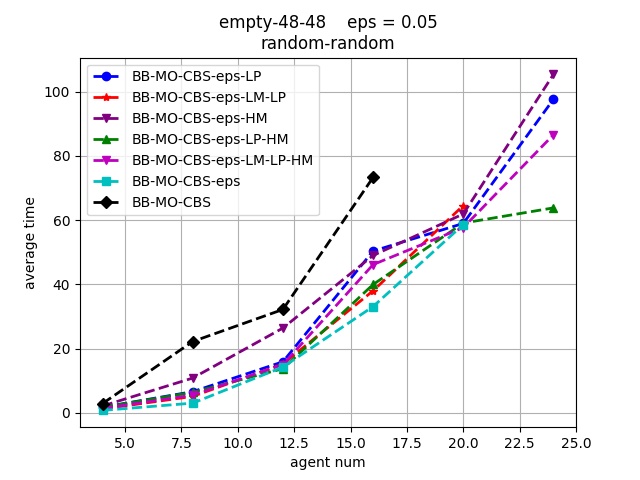 empty-48-48    eps = 0.05
random-random
BB-MO-CBS-eps-LP
BB-MO-CBS-eps-LM-LP
BB-MO-CBS-eps-HM
BB-MO-CBS-eps-LP-HM
BB-MO-CBS-eps-LM-LP-HM
BB-MO-CBS-eps
BB-MO-CBS
average time
100
80
60
40
20
0
5.0 7.5 10.0 12.5 15.0 17.5 20.0 22.5 25.0
agent num